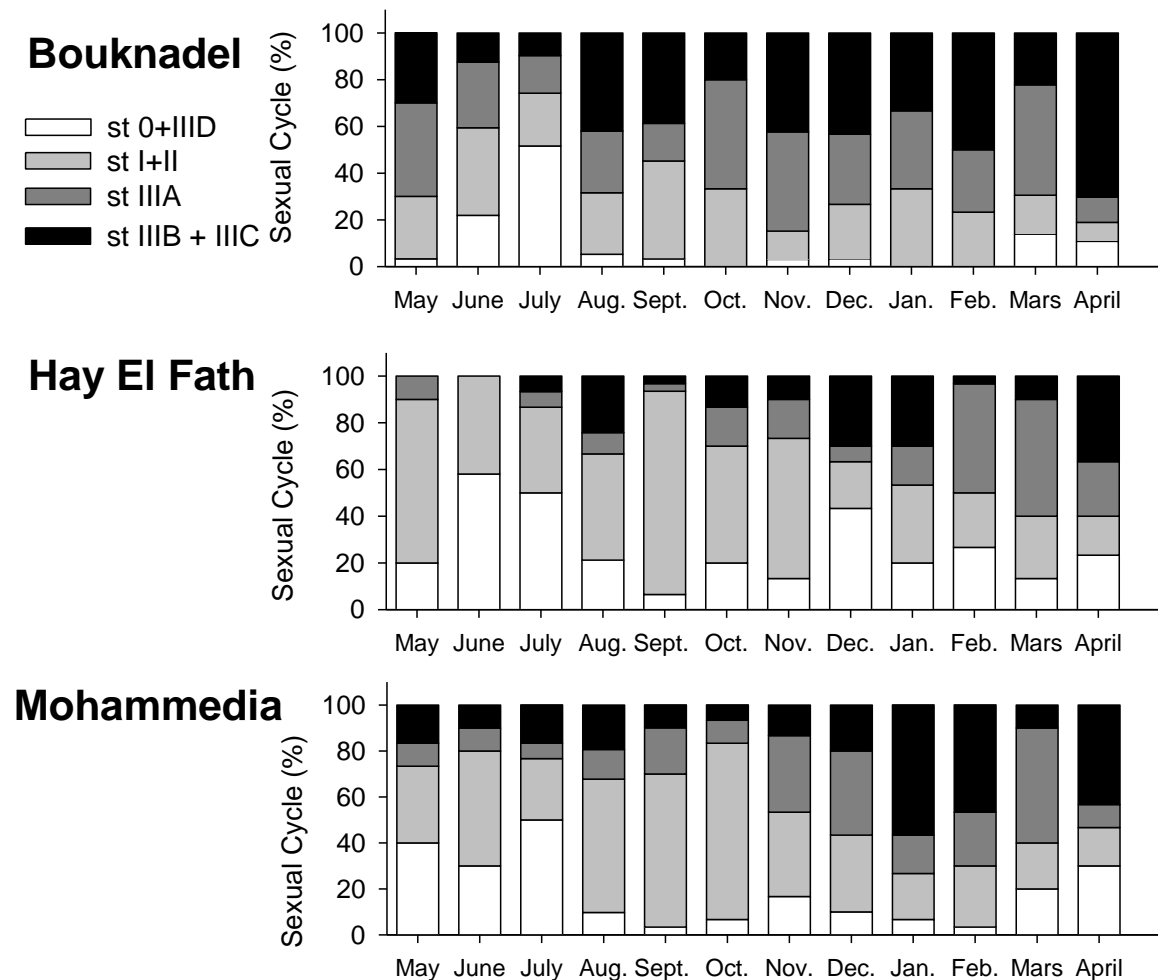 Bouknadel
st 0+IIID
st I+II
st IIIA
st IIIB + IIIC
Sexual Cycle (%)
100
80
60
40
20
0
May June July Aug. Sept. Oct. Nov. Dec. Jan. Feb. Mars April
Hay El Fath
Sexual Cycle (%)
100
80
60
40
20
0
May June July Aug. Sept. Oct. Nov. Dec. Jan. Feb. Mars April
Mohammedia
Sexual Cycle (%)
100
80
60
40
20
0
May June July Aug. Sept. Oct. Nov. Dec. Jan. Feb. Mars April